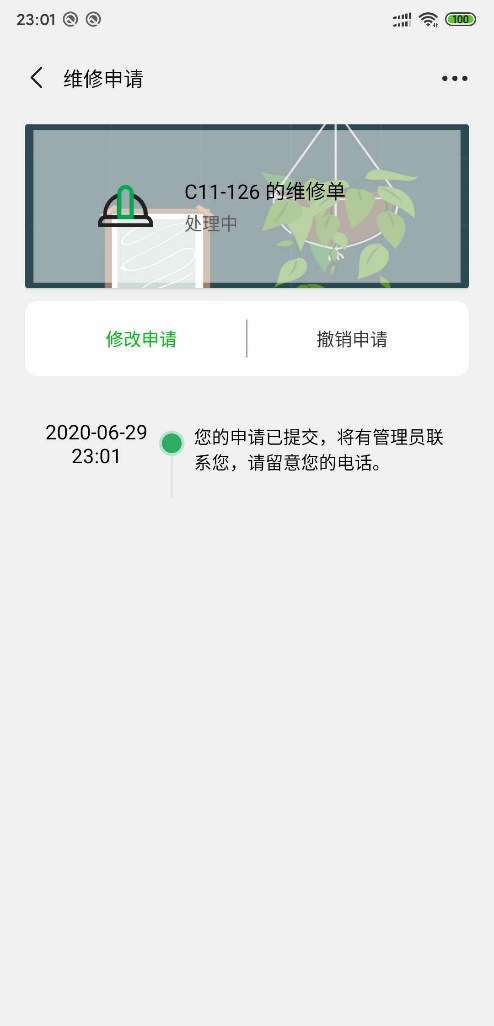 23:01
100
维修申请
C11-126 的维修单
处理中
修改申请
撤销申请
2020-06-29
23:01
您的申请已提交，将有管理员联
系您，请留意您的电话。